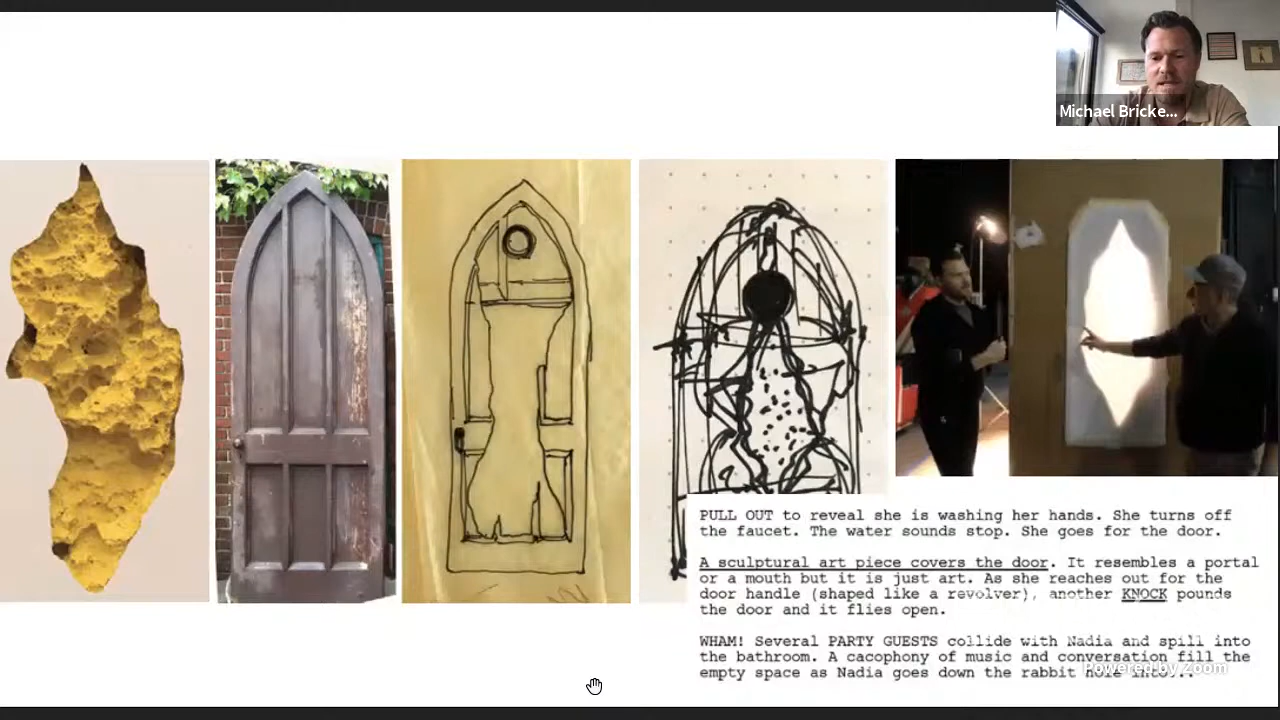 Michael Bricke...
PULL OUT to reveal she is washing her hands. She turns off
the faucet. The water sounds stop. She goes for the door.
A sculptural art piece covers the door. It resembles a portal
or a mouth but it is just art. As she reaches out for the
door handle (shaped like a revolver), another KNOCK pounds
the door and it flies open.
WHAM! Several PARTY GUESTS collide with Nadia and spill into
the bathroom. A cacophony of music and conversation fill the
empty space as Nadia goes down the rabbit hole into...
Powered by Zoom